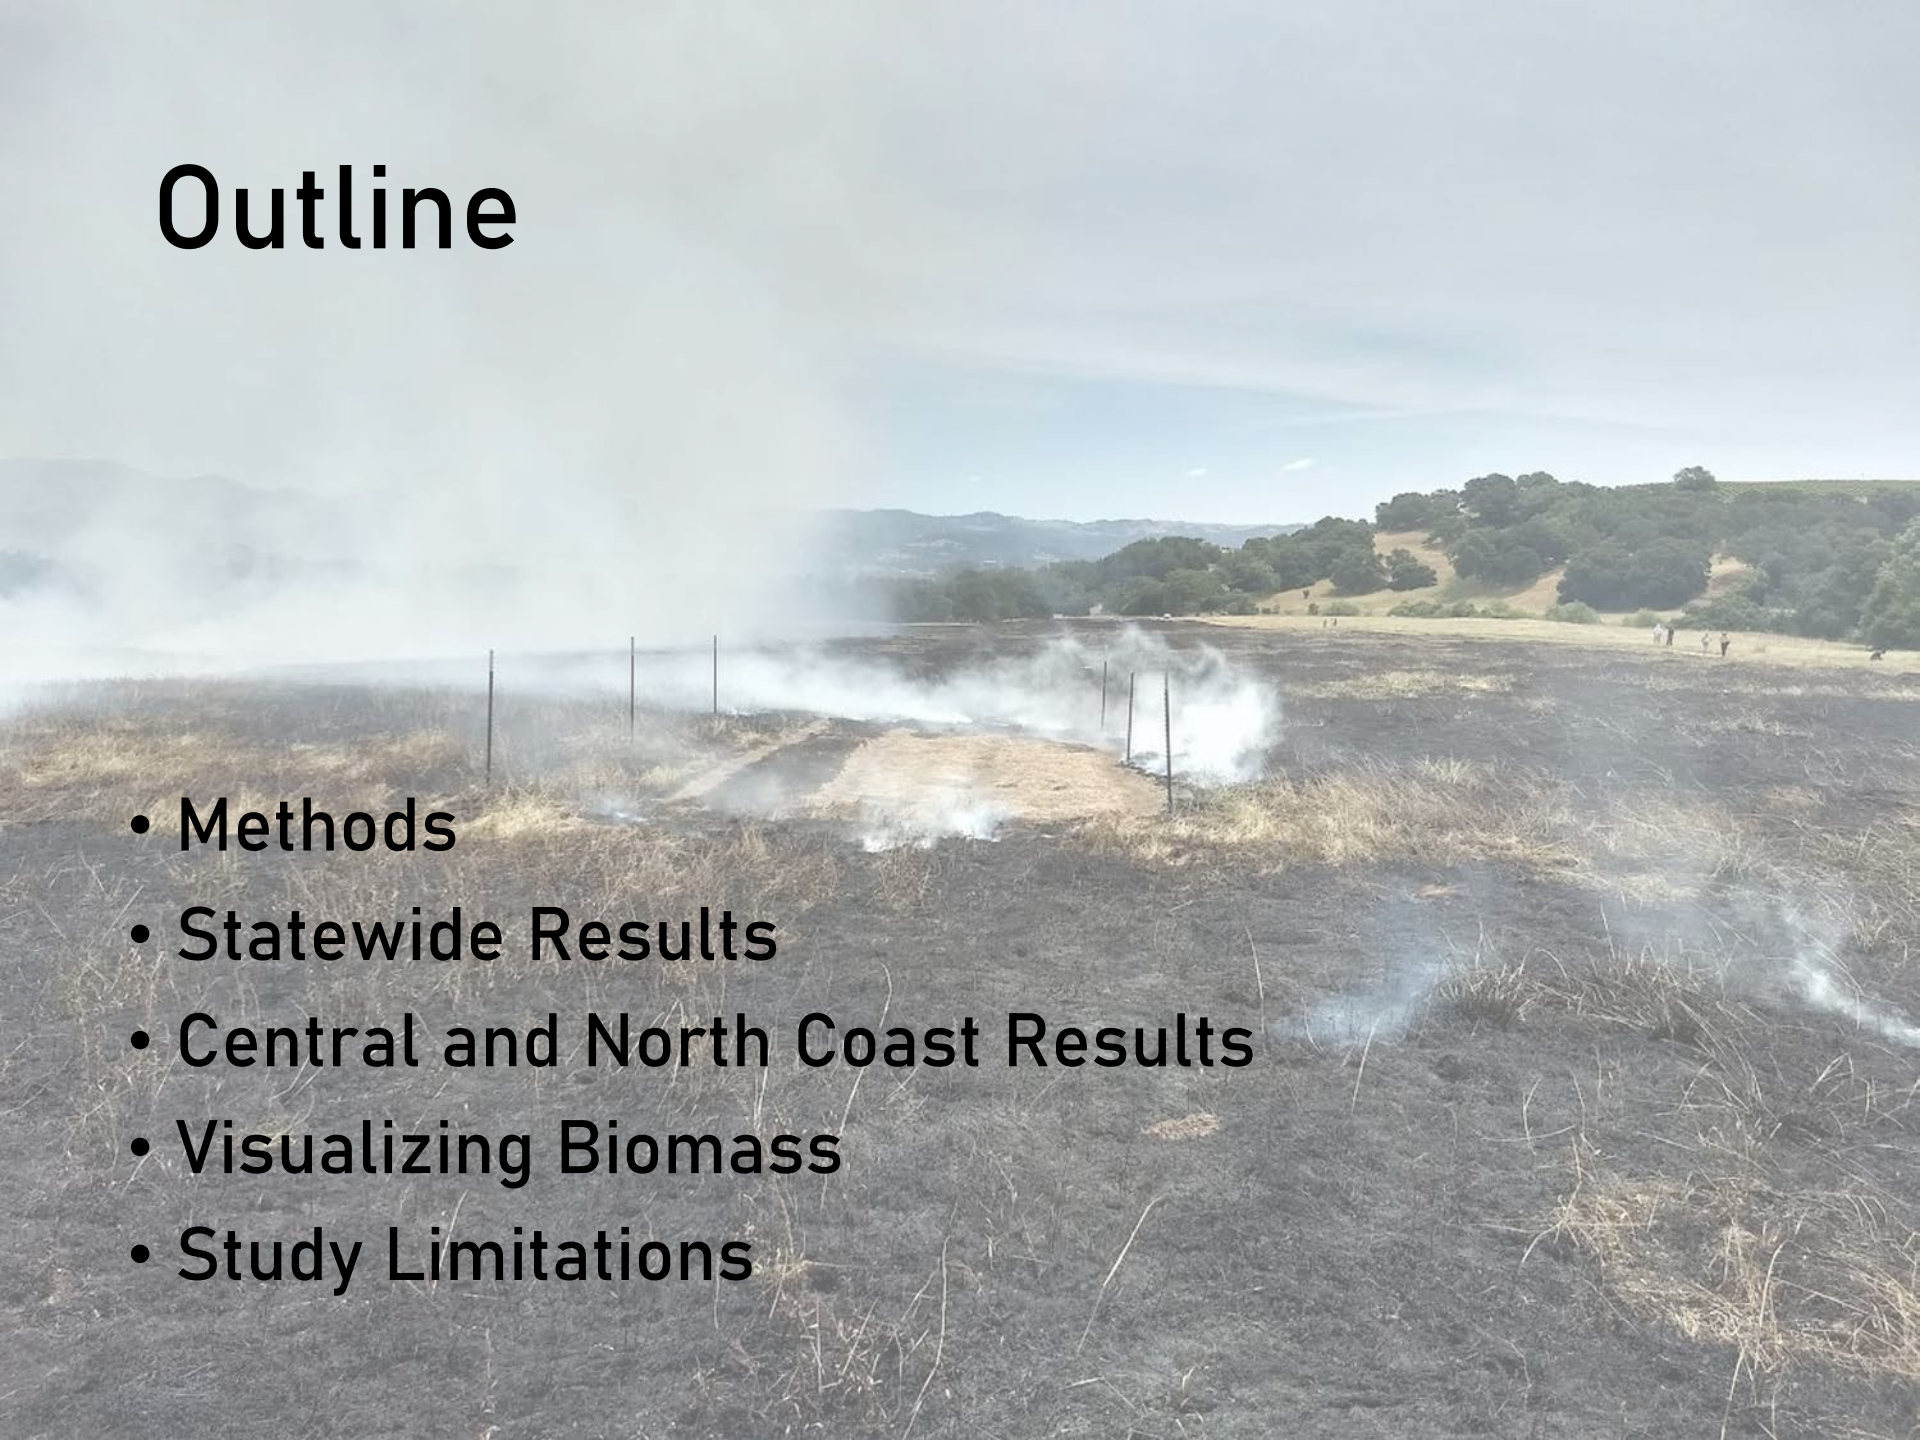 Outline
• Methods
• Statewide Results
• Central and North Coast Results
• Visualizing Biomass
• Study Limitations